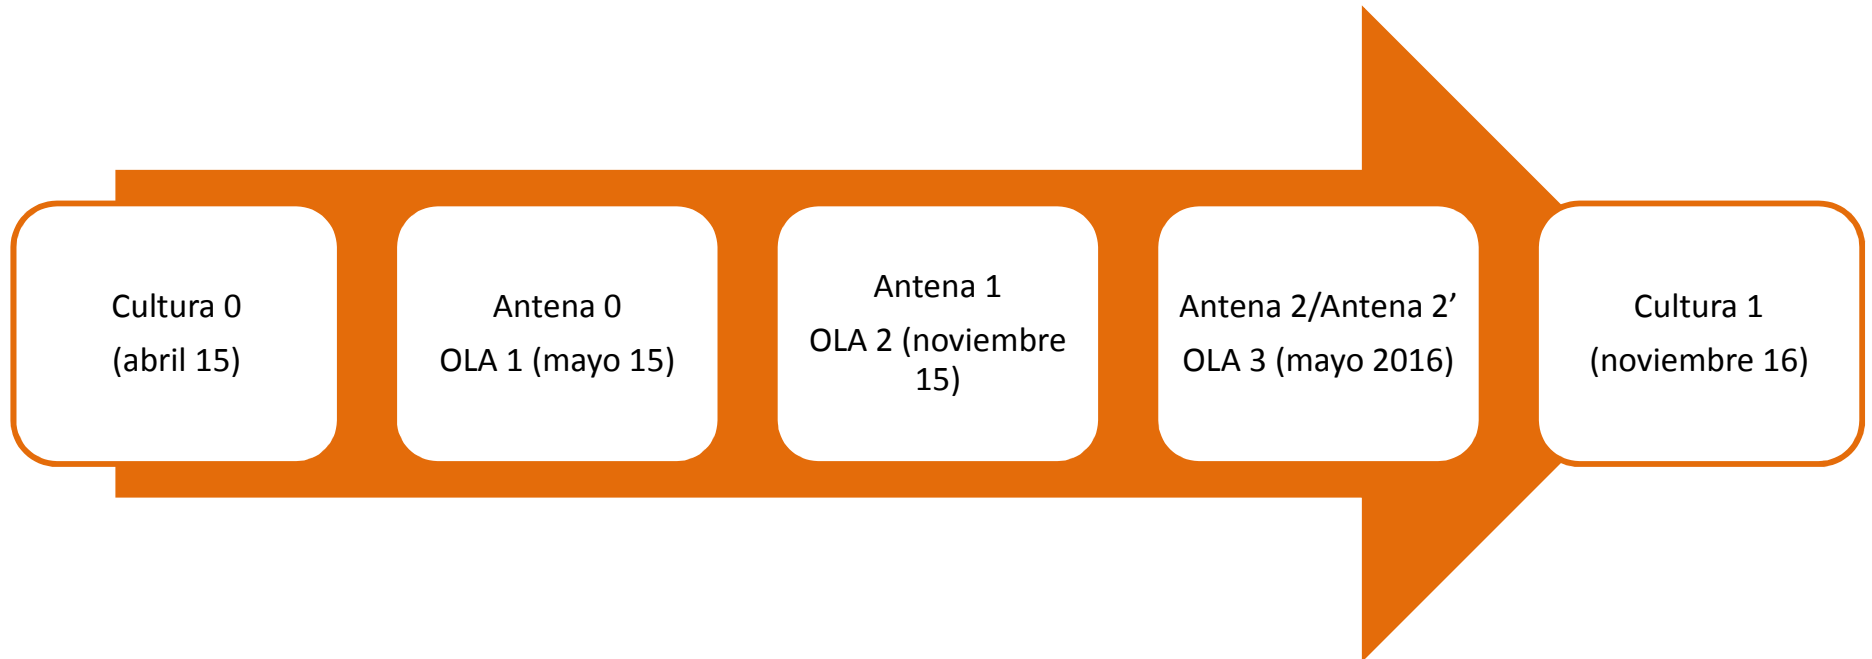 Cultura 0
(abril 15)
Antena 0
OLA 1 (mayo 15)
Antena 1
OLA 2 (noviembre
15)
Antena 2/Antena 2’
OLA 3 (mayo 2016)
Cultura 1
(noviembre 16)